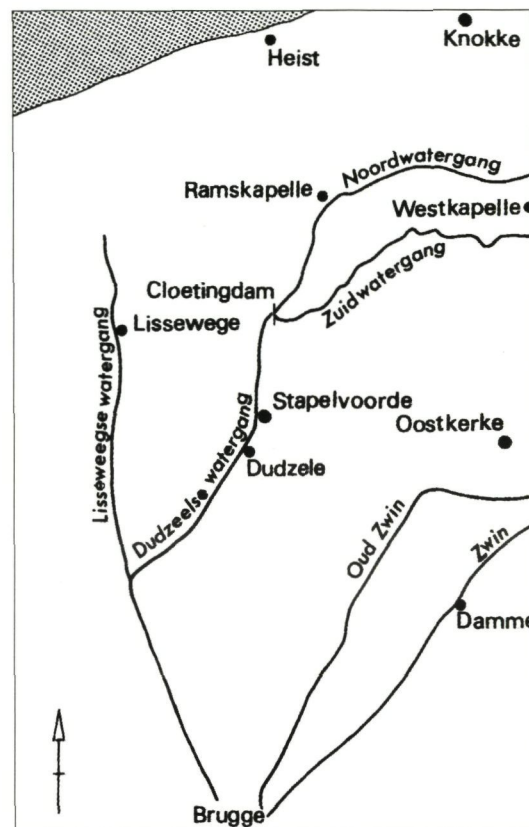 Knokke
Heist
Noordwatergang
Ramskapelle
Westkapelle
Zuidwatergang
Cloetingdam
Lissewege
Lisseweegse watergang
Stapelvoorde
Oostkerke
Dudzeelse watergang
Dudzele
Oud Zwin
Zwin
Damme
Brugge